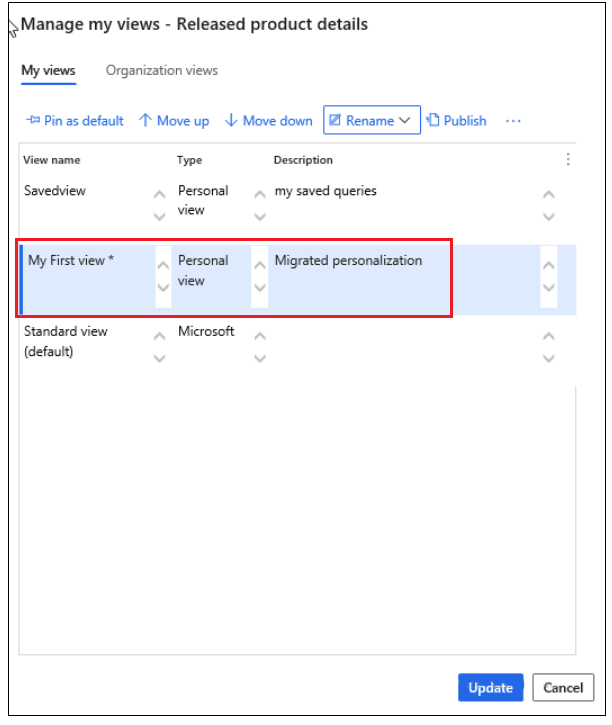 Manage my views - Released product details
My views Organization views
Pin as default Move up Move down Rename Publish ...
View name Type Description
Savedview Personal my saved queries
view
My First view * Personal Migrated personalization
view
Standard view Microsoft
(default)
Update Cancel